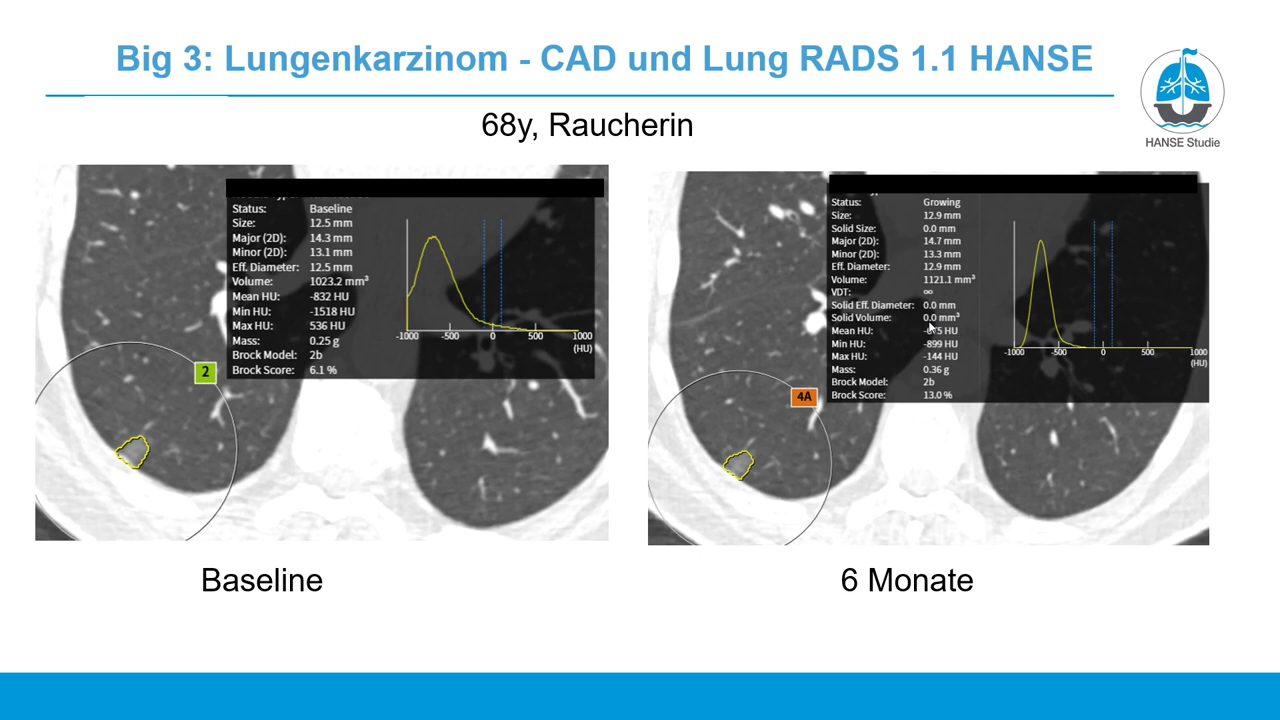 Big 3: Lungenkarzinom - CAD und Lung RADS 1.1 HANSE
HANSE Studie
68y, Raucherin
Status: Baseline
Size: 12.5 mm
Major (2D): 14.3 mm
Minor (2D): 13.1 mm
Eff. Diameter: 12.5 mm
Volume: 1023.2 mm³
Mean HU: -832 HU
Min HU: -1518 HU
Max HU: 536 HU
Mass: 0.25 g
Brock Model: 2b
Brock Score: 6.1 %
-1000 -500 0 500 1000
(HU)
2
Status: Growing
Size: 12.9 mm
Solid Size: 0.0 mm
Major (2D): 14.7 mm
Minor (2D): 13.3 mm
Eff. Diameter: 12.9 mm
Volume: 1121.1 mm³
VDT: ∞
Solid Eff. Diameter: 0.0 mm
Solid Volume: 0.0 mm³
Mean HU: HU
Min HU: -899 HU
Max HU: -144 HU
Mass: 0.36 g
Brock Model: 2b
Brock Score: 13.0 %
-1000 -500 0 500 1000
(HU)
4A
Baseline
6 Monate